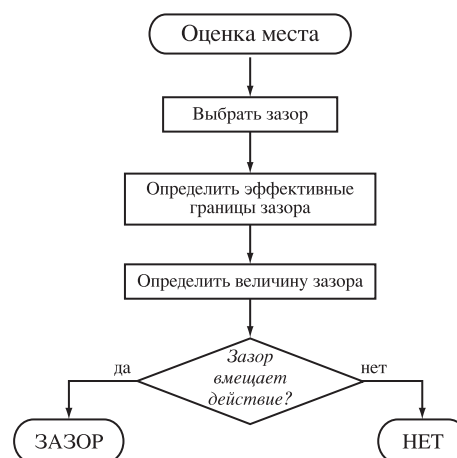 Оценка места
Выбрать зазор
Определить эффективные
границы зазора
Определить величину зазора
Зазор
вмещает
действие?
да
нет
ЗАЗОР
НЕТ